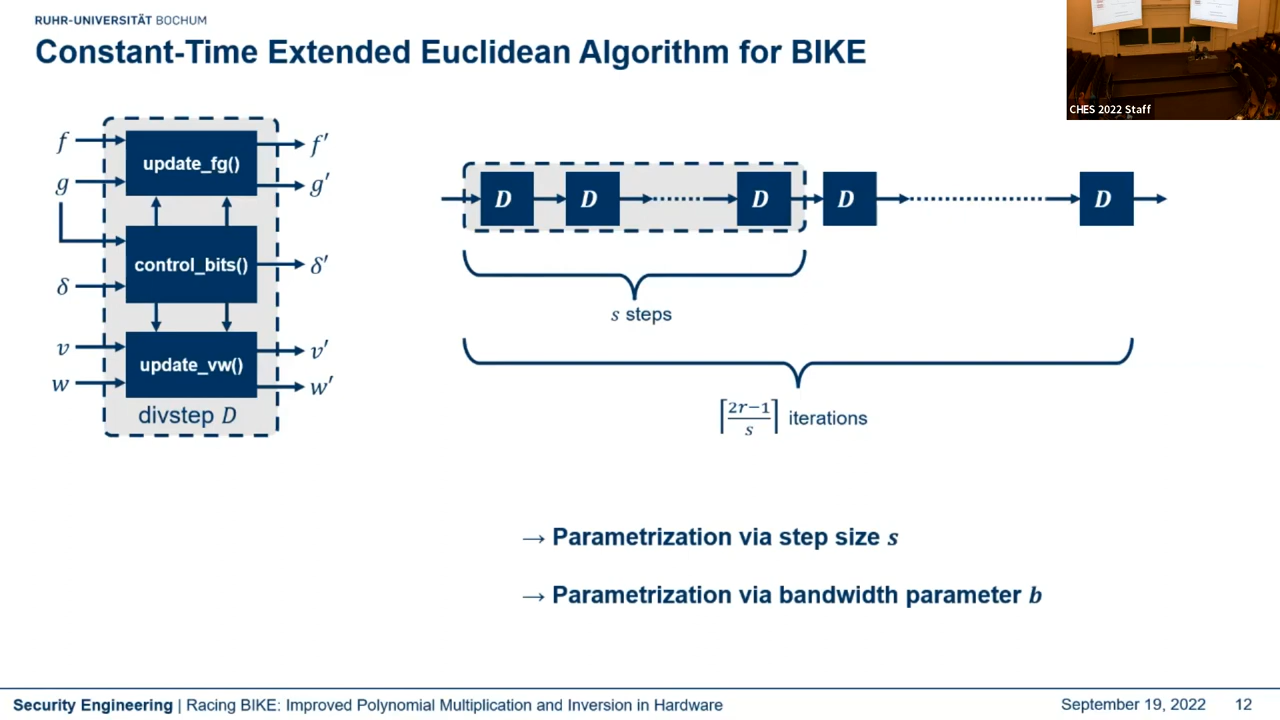 RUHR-UNIVERSITÄT BOCHUM
Constant-Time Extended Euclidean Algorithm for BIKE
CHES 2022 Staff
f
g
δ
v
w
update_fg()
control_bits()
update_vw()
divstep D
f′
g′
δ′
v′
w′
D D D D D
s steps
⌈(2r−1)/s⌉ iterations
→ Parametrization via step size s
→ Parametrization via bandwidth parameter b
Security Engineering | Racing BIKE: Improved Polynomial Multiplication and Inversion in Hardware
September 19, 2022 12